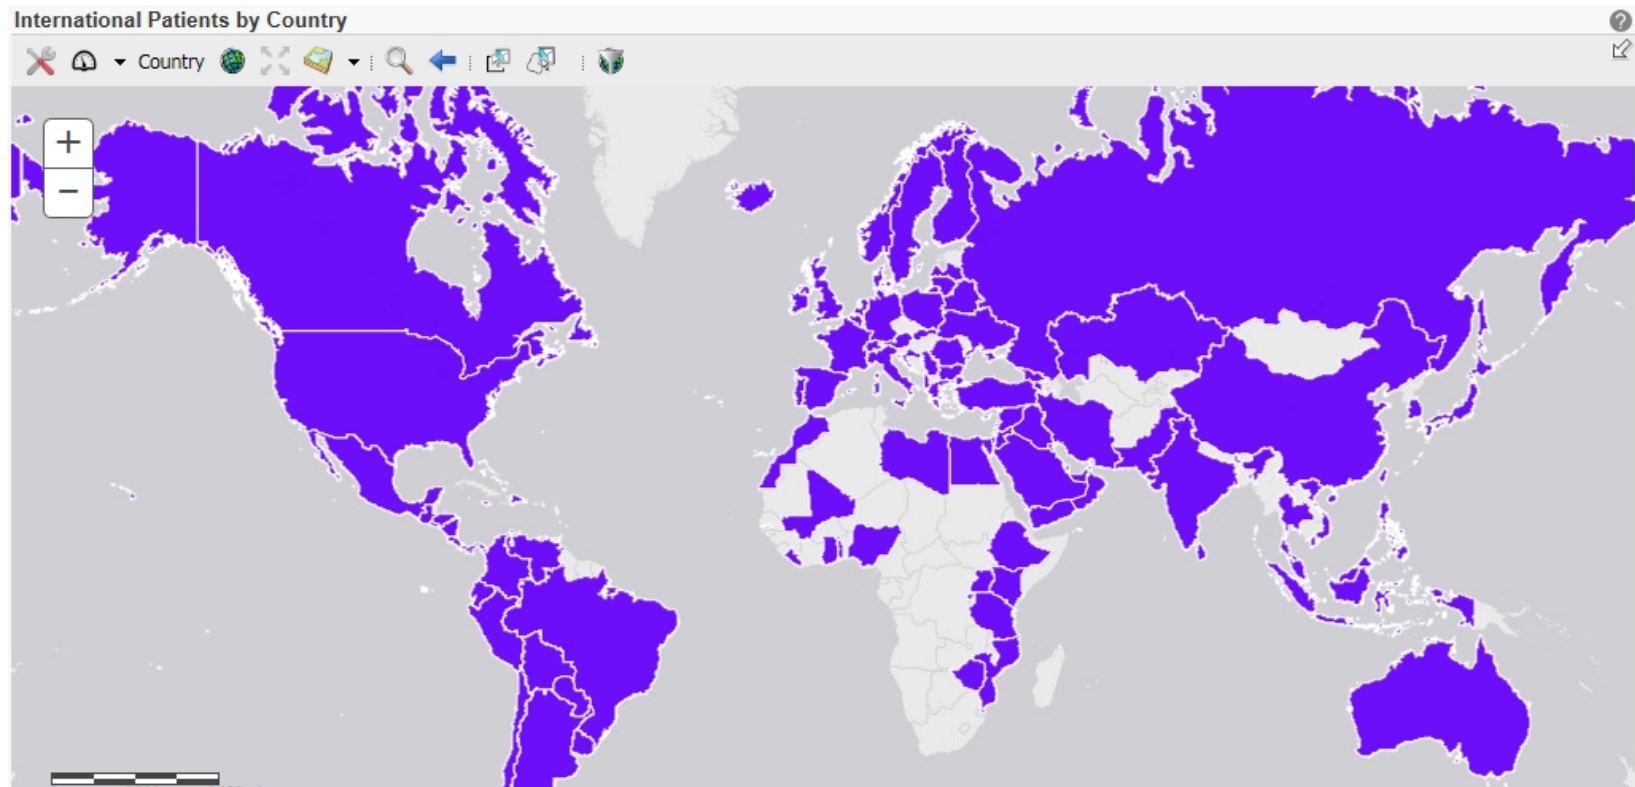 International Patients by Country
Country
+
−